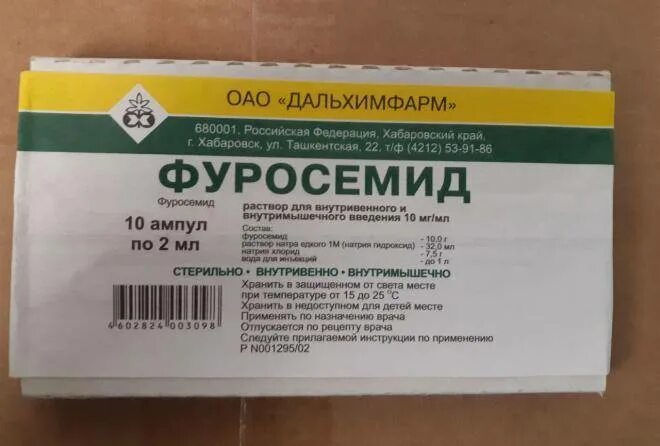 ОАО «ДАЛЬХИМФАРМ»
680001, Российская Федерация, Хабаровский край,
г. Хабаровск, ул. Ташкентская, 22, т/ф (4212) 53-91-86
ФУРОСЕМИД
Фуросемид
10 ампул
по 2 мл
раствор для внутривенного и
внутримышечного введения 10 мг/мл
Состав:
фуросемид - 10,0 г
раствор натра едкого 1М (натрия гидроксид) - 32,0 мл
натрия хлорид - 7,5 г
вода для инъекций - до 1 л
СТЕРИЛЬНО • ВНУТРИВЕННО • ВНУТРИМЫШЕЧНО
Хранить в защищенном от света месте
при температуре от 15 до 25 °С
Хранить в недоступном для детей месте
Применять по назначению врача
Отпускается по рецепту врача
Следуйте прилагаемой инструкции по применению
Р N001295/02
4602824003098